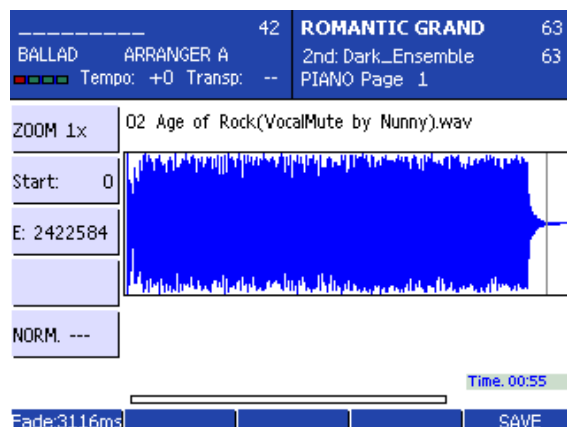 __________ 42
BALLAD ARRANGER A
Tempo: +0 Transp: --
ROMANTIC GRAND 63
2nd: Dark_Ensemble 63
PIANO Page 1
ZOOM 1x
02 Age of Rock(VocalMute by Nunny).wav
Start: 0
E: 2422584
NORM. ---
Time. 00:55
Fade:3116ms
SAVE